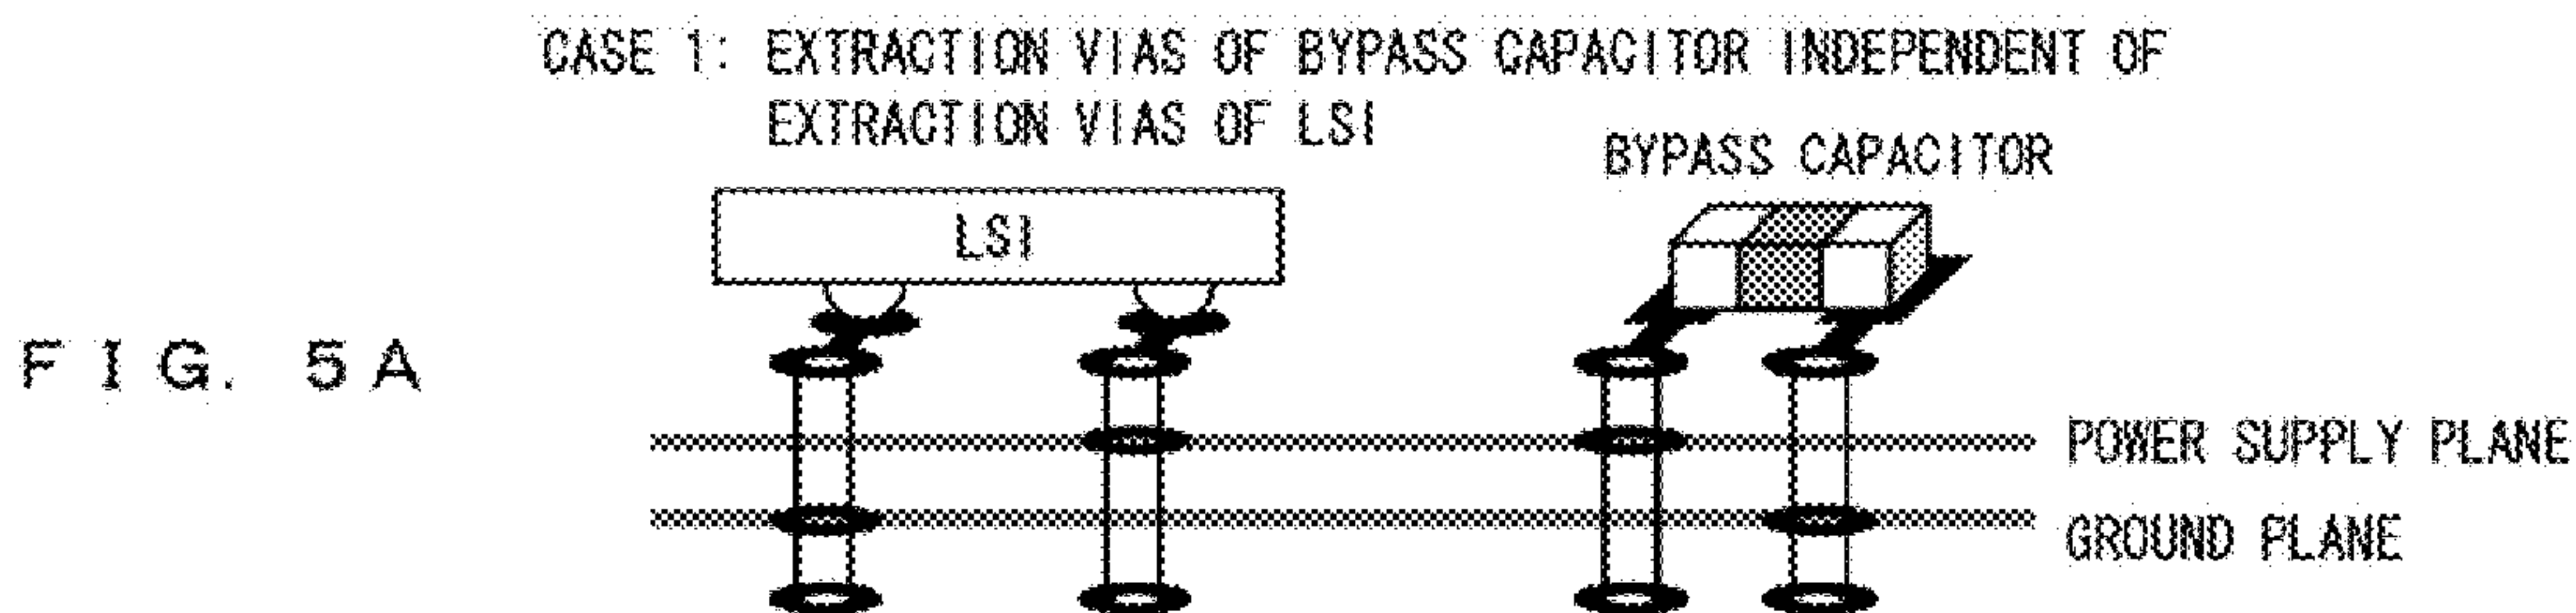 CASE 1: EXTRACTION VIAS OF BYPASS CAPACITOR INDEPENDENT OF
EXTRACTION VIAS OF LSI
BYPASS CAPACITOR
LSI
FIG. 5A
POWER SUPPLY PLANE
GROUND PLANE